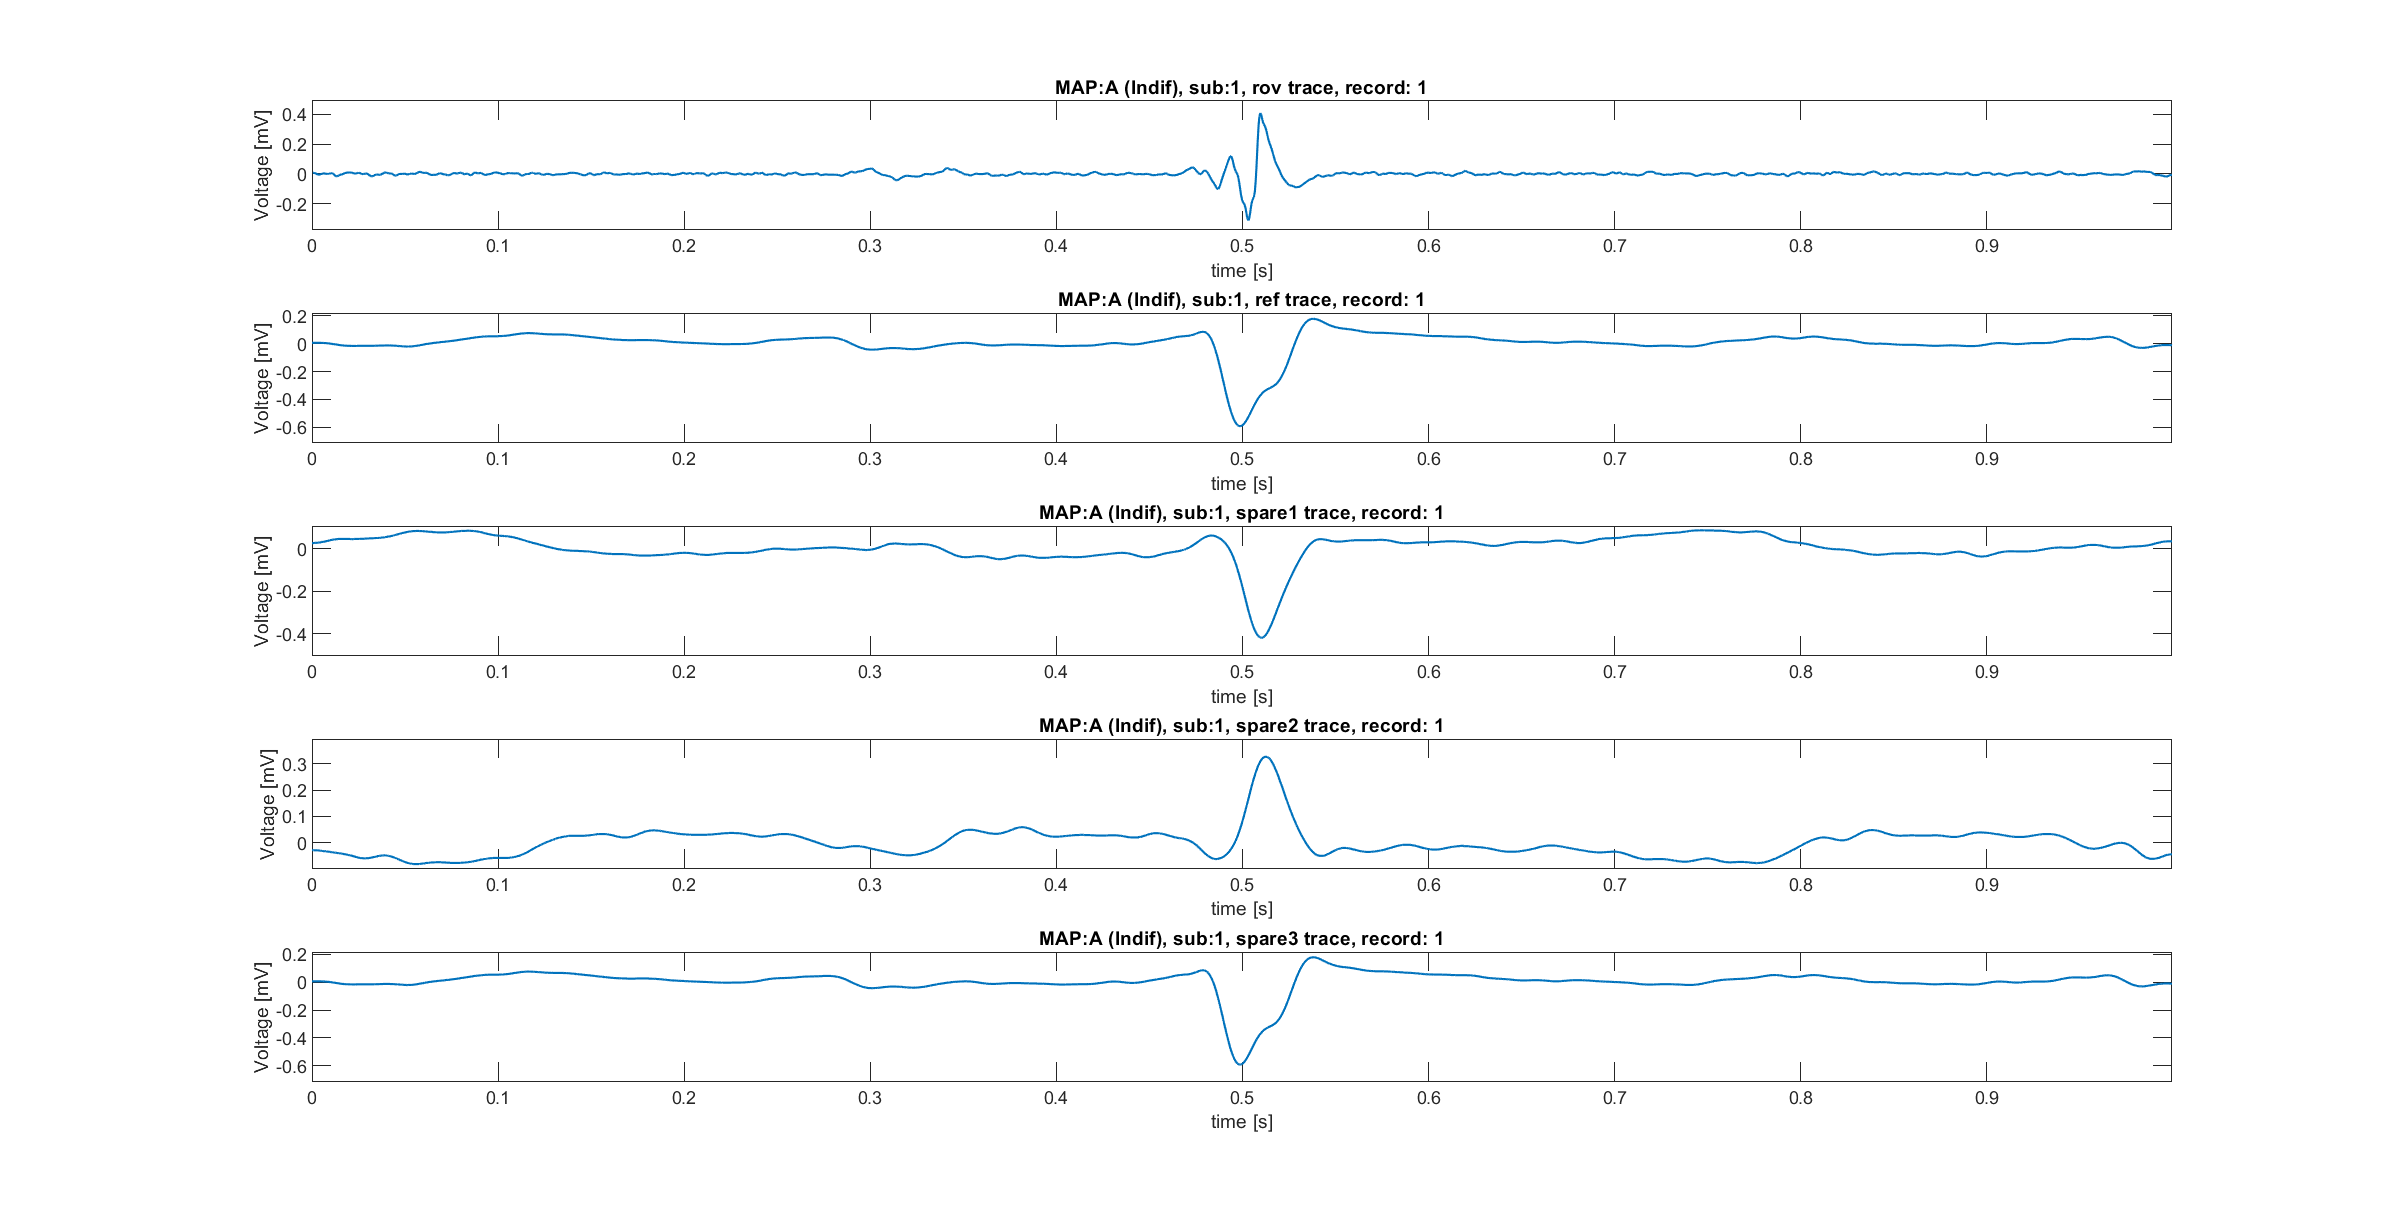 MAP:A (Indif), sub:1, rov trace, record: 1
Voltage [mV]
0.4
0.2
0
-0.2
0 0.1 0.2 0.3 0.4 0.5 0.6 0.7 0.8 0.9
time [s]
MAP:A (Indif), sub:1, ref trace, record: 1
Voltage [mV]
0.2
0
-0.2
-0.4
-0.6
0 0.1 0.2 0.3 0.4 0.5 0.6 0.7 0.8 0.9
time [s]
MAP:A (Indif), sub:1, spare1 trace, record: 1
Voltage [mV]
0
-0.2
-0.4
0 0.1 0.2 0.3 0.4 0.5 0.6 0.7 0.8 0.9
time [s]
MAP:A (Indif), sub:1, spare2 trace, record: 1
Voltage [mV]
0.3
0.2
0.1
0
0 0.1 0.2 0.3 0.4 0.5 0.6 0.7 0.8 0.9
time [s]
MAP:A (Indif), sub:1, spare3 trace, record: 1
Voltage [mV]
0.2
0
-0.2
-0.4
-0.6
0 0.1 0.2 0.3 0.4 0.5 0.6 0.7 0.8 0.9
time [s]